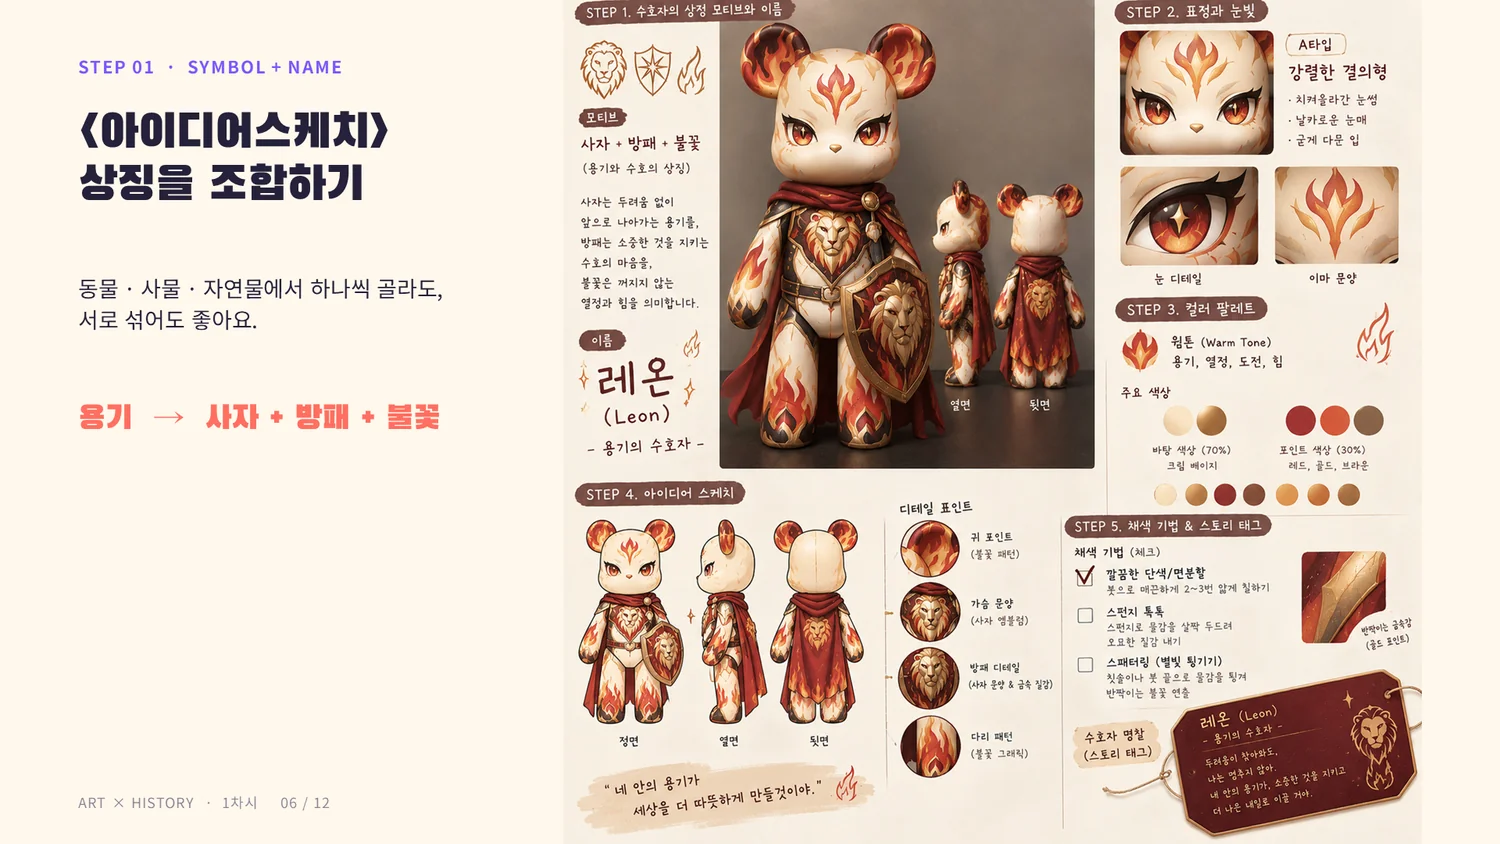 STEP 01 · SYMBOL + NAME
〈아이디어스케치〉
상징을 조합하기
동물 · 사물 · 자연물에서 하나씩 골라도,
서로 섞어도 좋아요.
용기 → 사자 + 방패 + 불꽃
ART × HISTORY · 1차시 06 / 12
STEP 1. 수호자의 상정 모티브와 이름
모티브
사자 + 방패 + 불꽃
(용기와 수호의 상징)
사자는 두려움 없이
앞으로 나아가는 용기를,
방패는 소중한 것을 지키는
수호의 마음을,
불꽃은 꺼지지 않는
열정과 힘을 의미합니다.
이름
레온
(Leon)
- 용기의 수호자 -
옆면
뒷면
STEP 2. 표정과 눈빛
A타입
강렬한 결의형
· 치켜올라간 눈썹
· 날카로운 눈매
· 굳게 다문 입
눈 디테일
이마 문양
STEP 3. 컬러 팔레트
웜톤 (Warm Tone)
용기, 열정, 도전, 힘
주요 색상
바탕 색상 (70%)
크림 베이지
포인트 색상 (30%)
레드, 골드, 브라운
STEP 4. 아이디어 스케치
정면
옆면
뒷면
디테일 포인트
귀 포인트
(불꽃 패턴)
가슴 문양
(사자 엠블럼)
방패 디테일
(사자 문양 & 금속 질감)
다리 패턴
(불꽃 그래픽)
" 네 안의 용기가
세상을 더 따뜻하게 만들것이야. "
STEP 5. 채색 기법 & 스토리 태그
채색 기법 (체크)
깔끔한 단색/면분할
붓으로 매끈하게 2~3번 얇게 칠하기
스펀지 톡톡
스펀지로 물감을 살짝 두드려
오묘한 질감 내기
스패터링 (별빛 튕기기)
칫솔이나 붓 끝으로 물감을 튕겨
반짝이는 불꽃 연출
반짝이는 금속감
(골드 포인트)
수호자 명찰
(스토리 태그)
레온 (Leon)
- 용기의 수호자 -
두려움이 찾아와도,
나는 멈추지 않아.
내 안의 용기가, 소중한 것을 지키고
더 나은 내일로 이끌 거야.